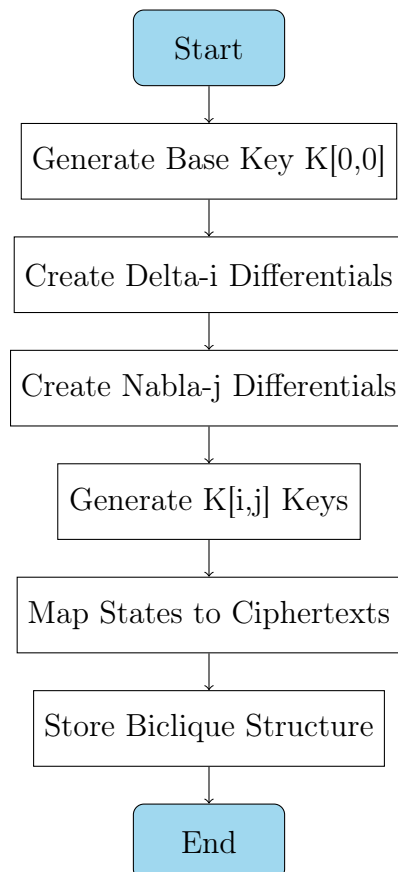 Start
Generate Base Key K[0,0]
Create Delta-i Differentials
Create Nabla-j Differentials
Generate K[i,j] Keys
Map States to Ciphertexts
Store Biclique Structure
End